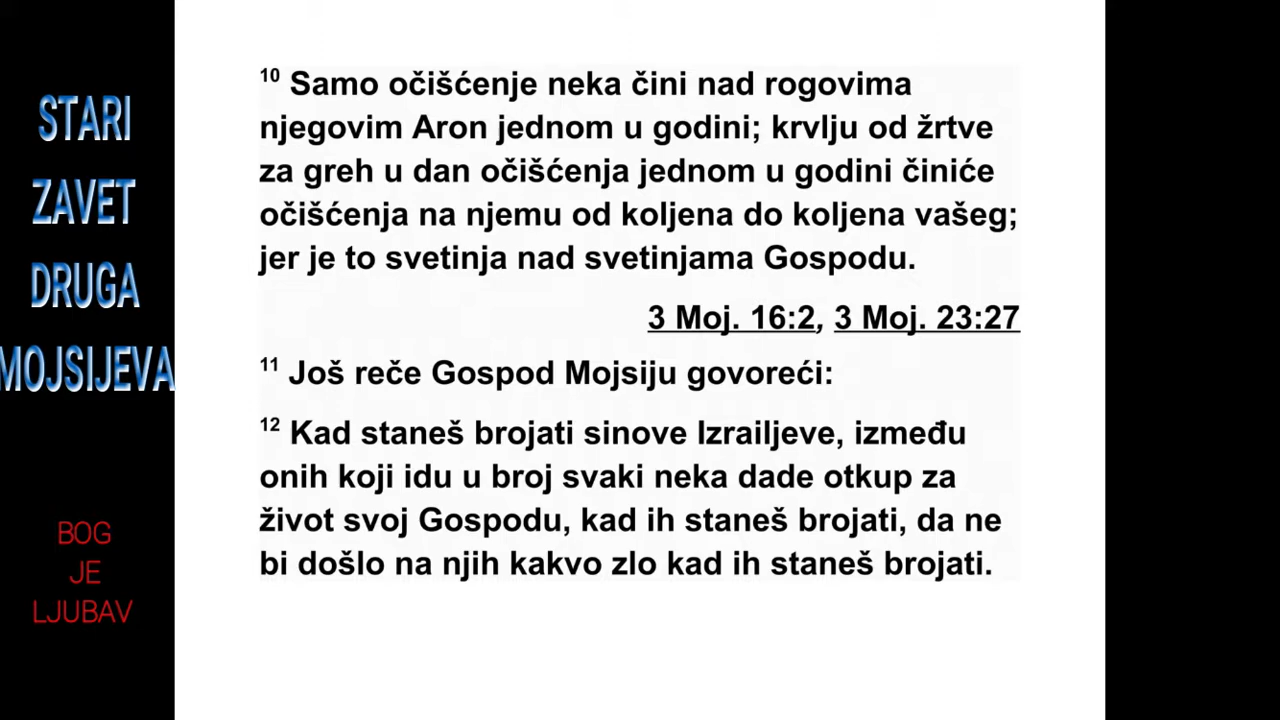 STARI
ZAVET
DRUGA
MOJSIJEVA
BOG
JE
LJUBAV
10 Samo očišćenje neka čini nad rogovima
njegovim Aron jednom u godini; krvlju od žrtve
za greh u dan očišćenja jednom u godini činiće
očišćenja na njemu od koljena do koljena vašeg;
jer je to svetinja nad svetinjama Gospodu.
3 Moj. 16:2, 3 Moj. 23:27
11 Još reče Gospod Mojsiju govoreći:
12 Kad staneš brojati sinove Izrailjeve, između
onih koji idu u broj svaki neka dade otkup za
život svoj Gospodu, kad ih staneš brojati, da ne
bi došlo na njih kakvo zlo kad ih staneš brojati.